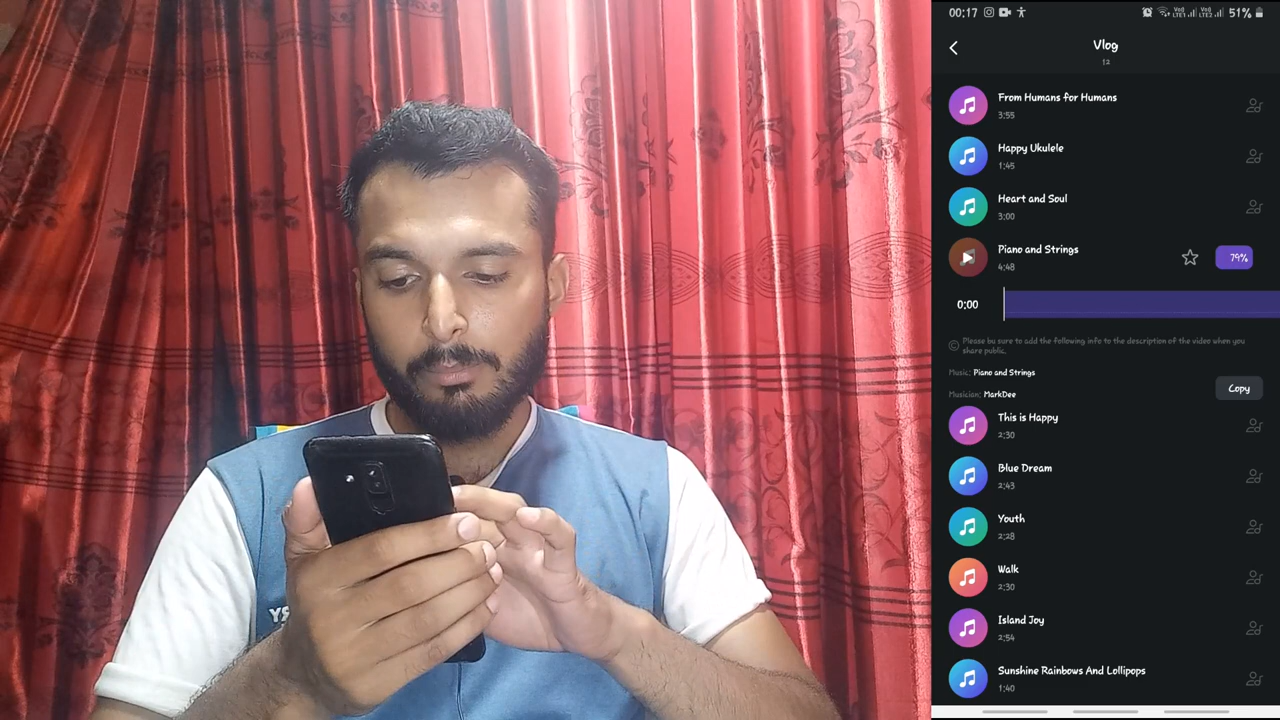 00:17
51%
Vlog
12
From Humans for Humans
3:55
Happy Ukulele
1:45
Heart and Soul
3:00
Piano and Strings
4:48
79%
0:00
Please bu sure to add the following info to the description of the video when you
share public.
Music: Piano and Strings
Copy
Musician: MarkDee
This is Happy
2:30
Blue Dream
2:43
Youth
2:28
Walk
2:30
Island Joy
2:54
Sunshine Rainbows And Lollipops
1:40